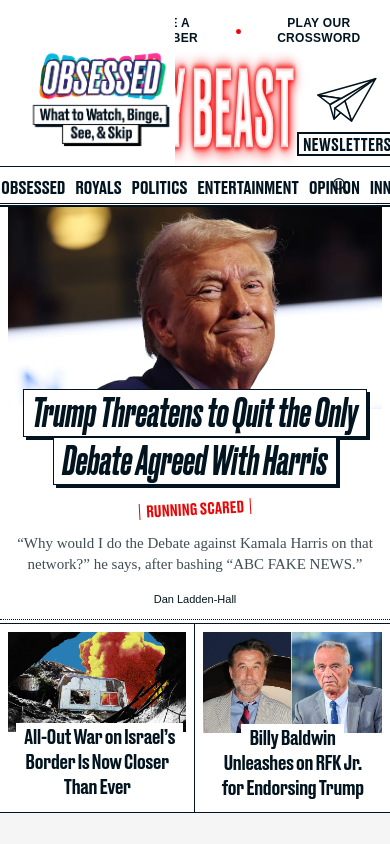 OBSESSED
What to Watch, Binge,
See, & Skip
PLAY OUR
CROSSWORD
BEAST
NEWSLETTERS
OBSESSED ROYALS POLITICS ENTERTAINMENT OPINION INN
Trump Threatens to Quit the Only
Debate Agreed With Harris
RUNNING SCARED
“Why would I do the Debate against Kamala Harris on that
network?” he says, after bashing “ABC FAKE NEWS.”
Dan Ladden-Hall
All-Out War on Israel’s
Border Is Now Closer
Than Ever
Billy Baldwin
Unleashes on RFK Jr.
for Endorsing Trump